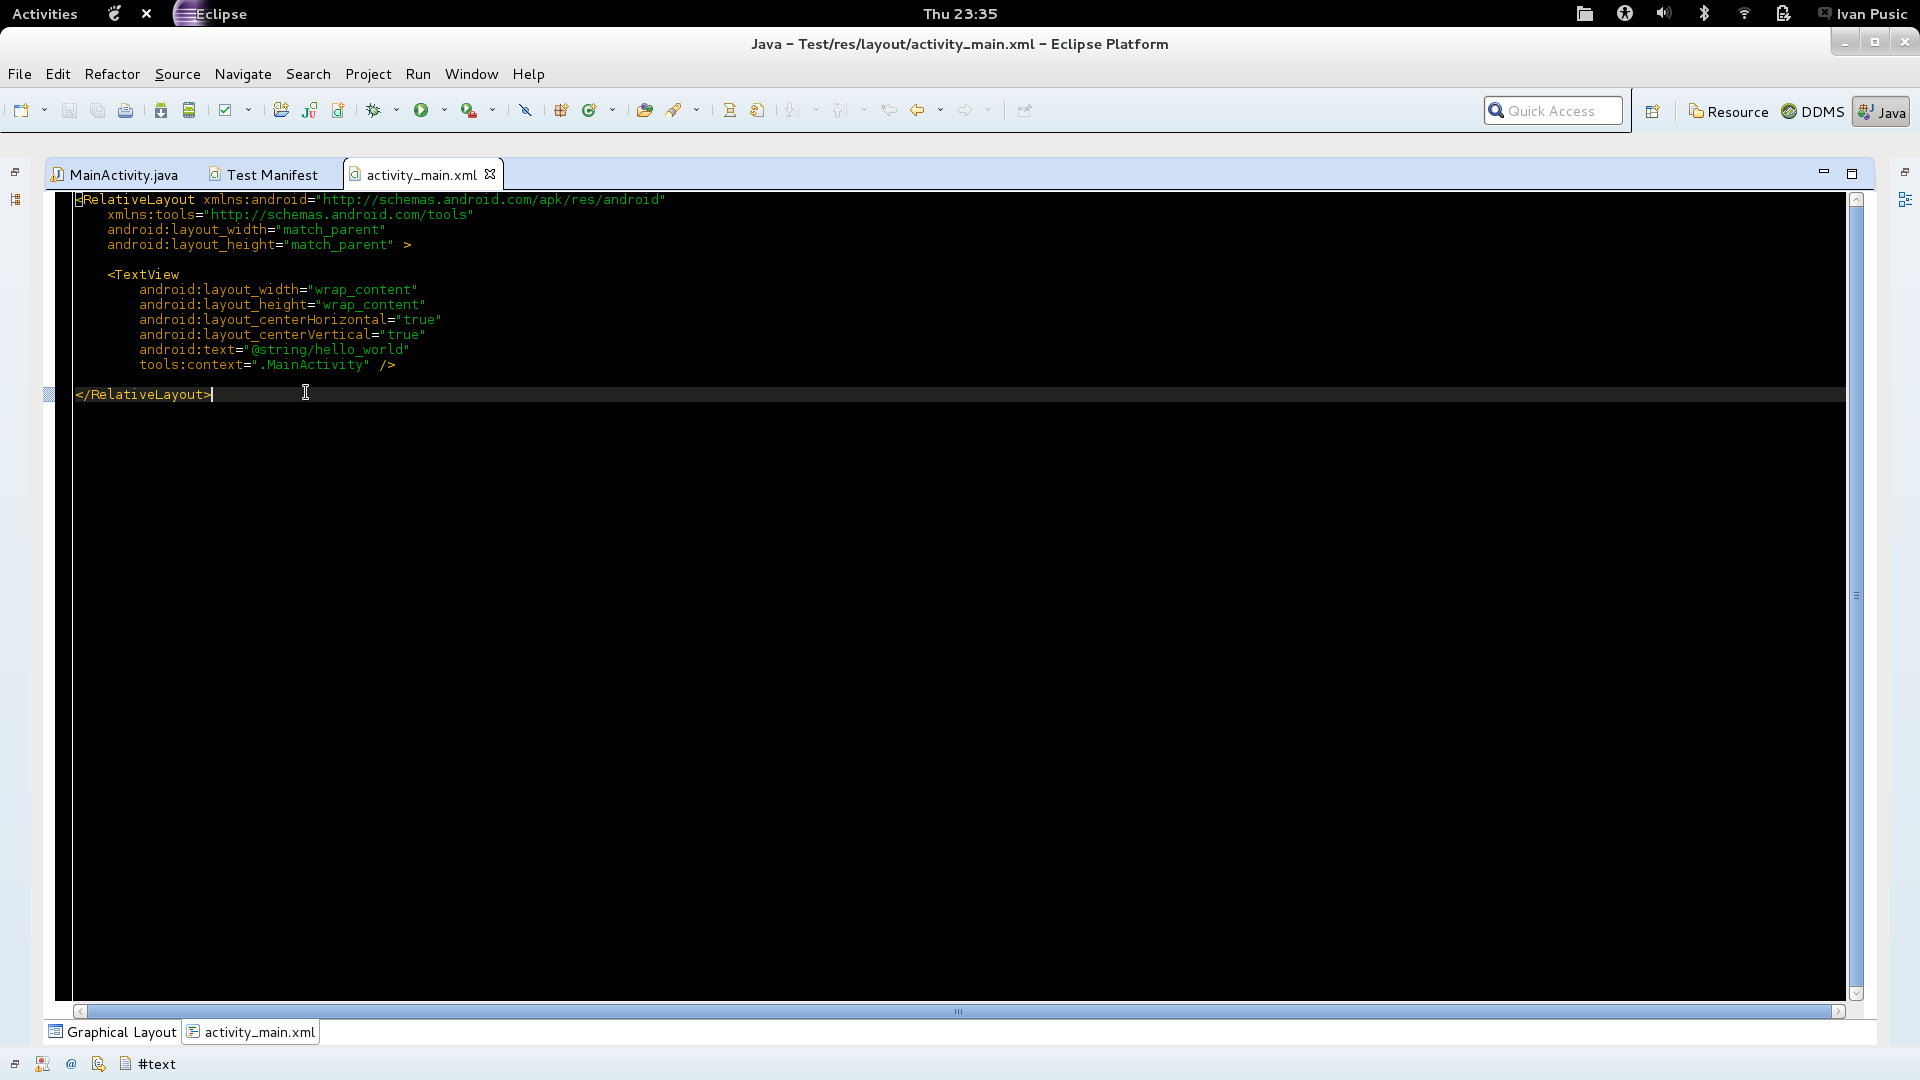 Activities Eclipse Thu 23:35 Ivan Pusic
Java - Test/res/layout/activity_main.xml - Eclipse Platform
File Edit Refactor Source Navigate Search Project Run Window Help
Quick Access Resource DDMS Java
MainActivity.java Test Manifest activity_main.xml
<RelativeLayout xmlns:android="http://schemas.android.com/apk/res/android"
    xmlns:tools="http://schemas.android.com/tools"
    android:layout_width="match_parent"
    android:layout_height="match_parent" >
    <TextView
        android:layout_width="wrap_content"
        android:layout_height="wrap_content"
        android:layout_centerHorizontal="true"
        android:layout_centerVertical="true"
        android:text="@string/hello_world"
        tools:context=".MainActivity" />
</RelativeLayout>
Graphical Layout activity_main.xml
#text